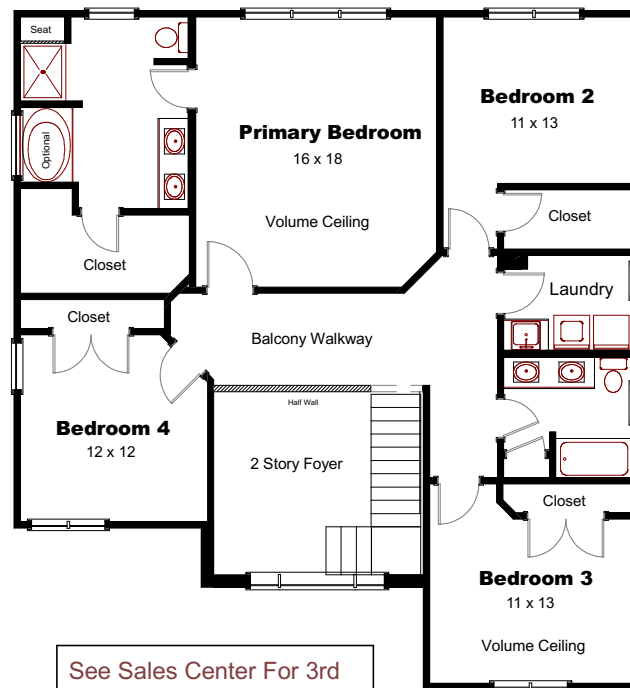 Seat
Optional
Primary Bedroom
16 x 18
Volume Ceiling
Bedroom 2
11 x 13
Closet
Closet
Laundry
Closet
Balcony Walkway
Half Wall
Bedroom 4
12 x 12
2 Story Foyer
Closet
Bedroom 3
11 x 13
Volume Ceiling
See Sales Center For 3rd